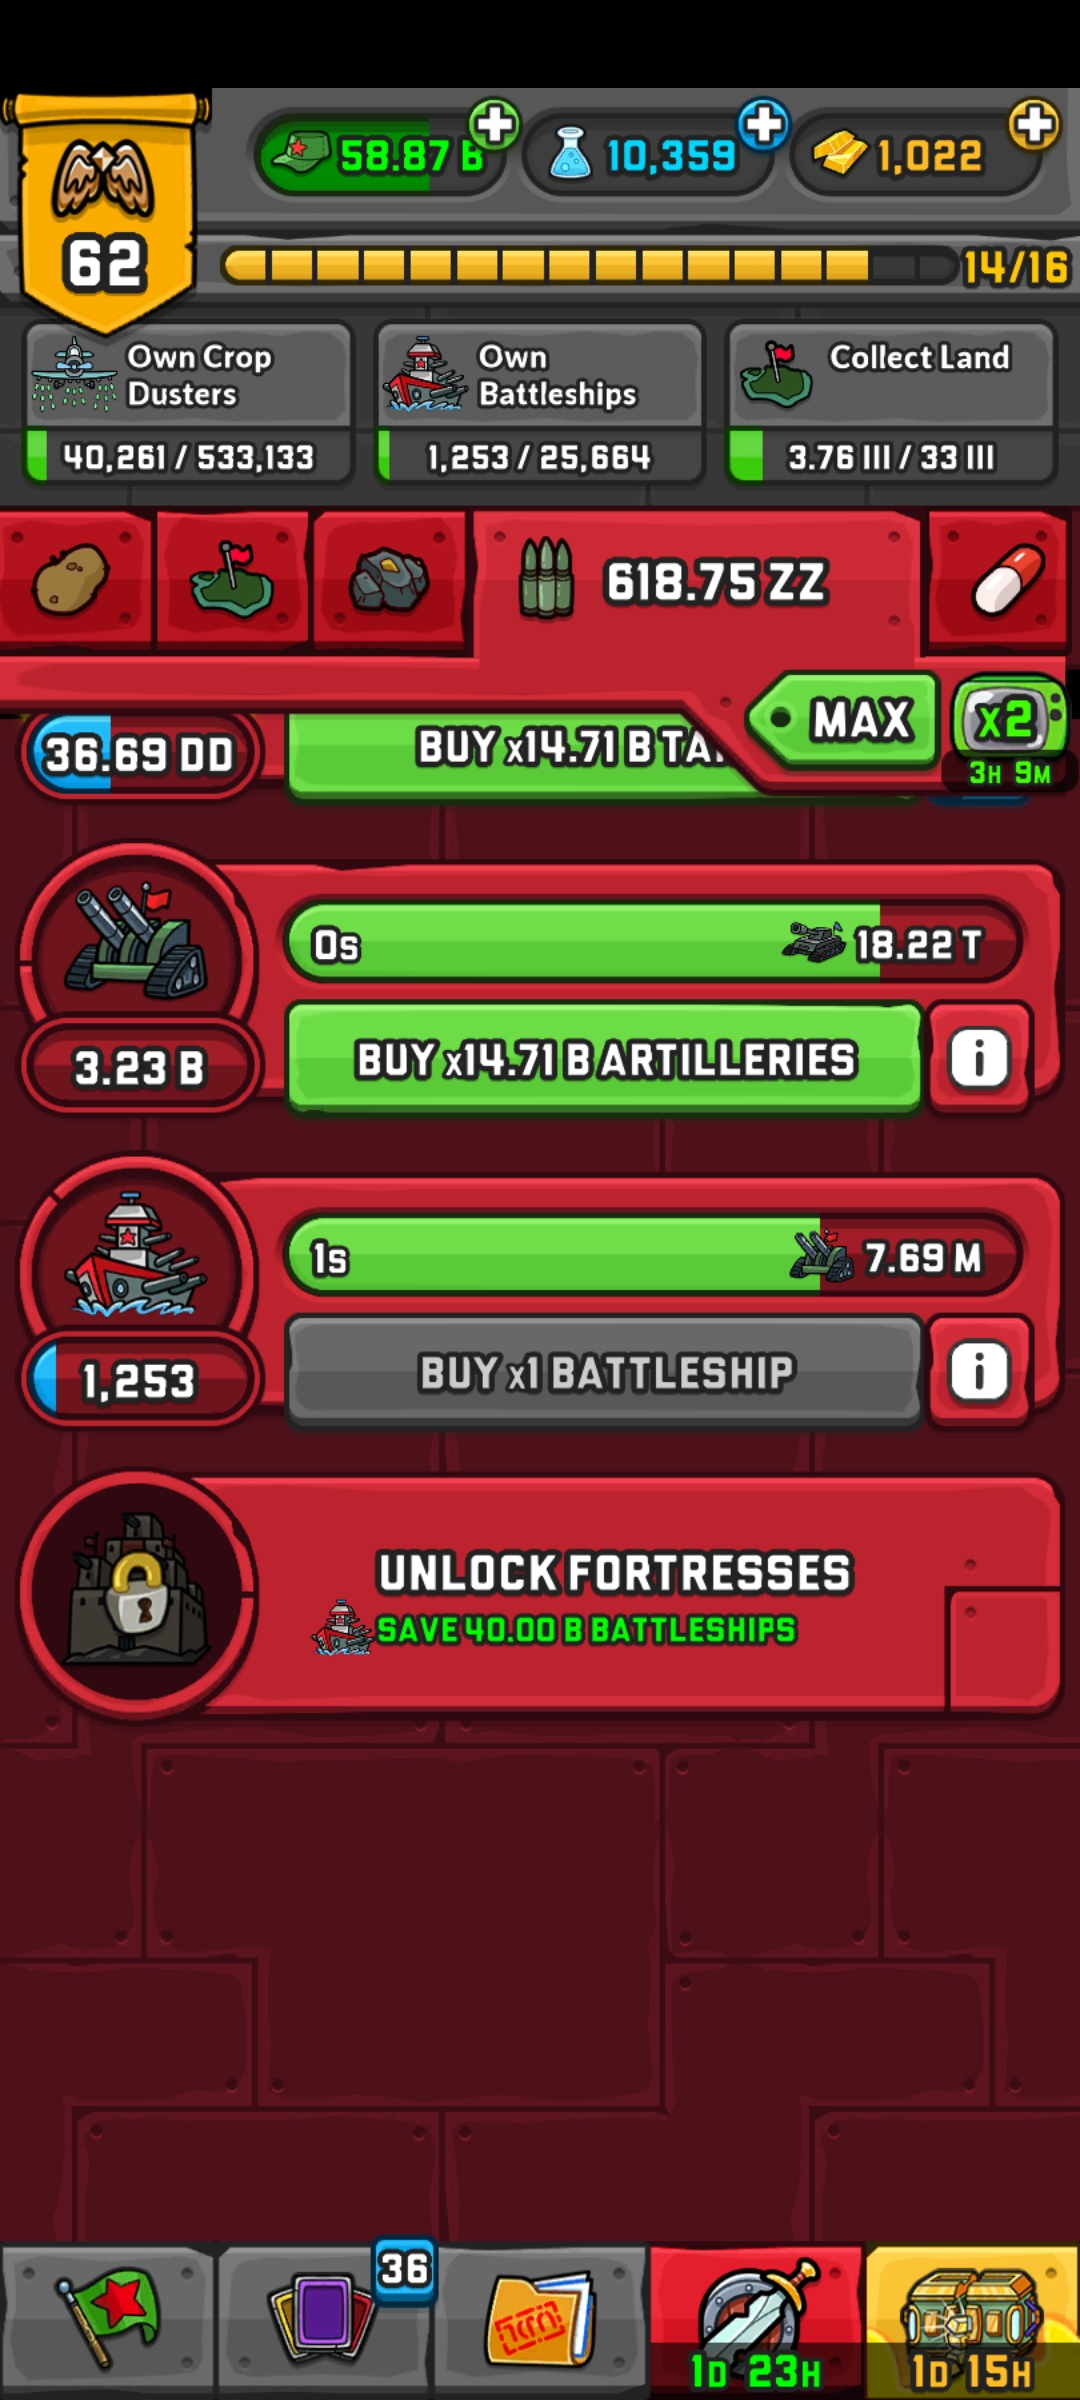 58.87 B
10,359
1,022
62
14/16
Own Crop
Dusters
40,261 / 533,133
Own
Battleships
1,253 / 25,664
Collect Land
3.76 III / 33 III
618.75 ZZ
MAX
x2
3H 9M
36.69 DD
BUY x14.71 B TA
0s
18.22 T
3.23 B
BUY x14.71 B ARTILLERIES
i
1s
7.69 M
1,253
BUY x1 BATTLESHIP
i
UNLOCK FORTRESSES
SAVE 40.00 B BATTLESHIPS
36
1D 23H
1D 15H